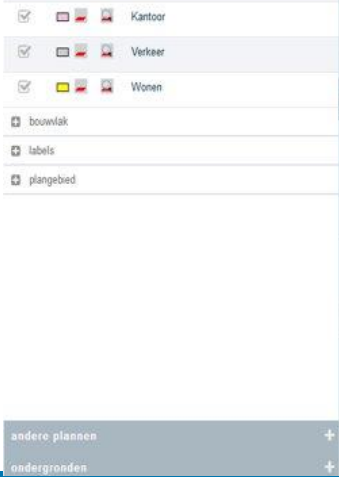 Kantoor
Verkeer
Wonen
bouwvlak
labels
plangebied
andere plannen
ondergronden